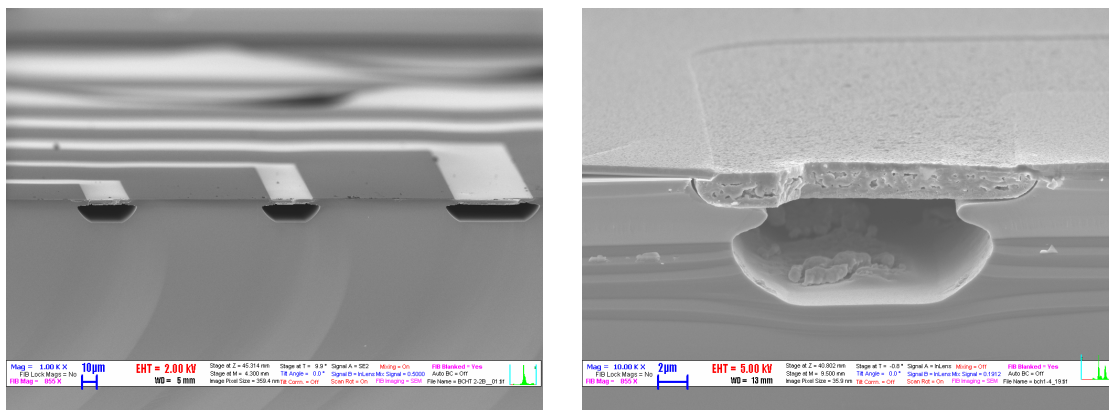 Mag = 1.00 K X
FIB Lock Mags = No
FIB Mag = 855 X
10µm
EHT = 2.00 kV
WD = 5 mm
Stage at Z = 45.314 mm
Stage at M = 4.300 mm
Image Pixel Size = 359.4 nm
Stage at T = 9.9 °
Tilt Angle = 0.0 °
Tilt Corrn. = Off
Signal A = SE2
Signal B = InLens
Scan Rot = On
Mixing = On
Mix Signal = 0.5000
FIB Imaging = SEM
FIB Blanked = Yes
Auto BC = Off
File Name = BCHT 2-2B__01.tif
Mag = 10.00 K X
FIB Lock Mags = No
FIB Mag = 855 X
2µm
EHT = 5.00 kV
WD = 13 mm
Stage at Z = 40.802 mm
Stage at M = 9.500 mm
Image Pixel Size = 35.9 nm
Stage at T = -0.8 °
Tilt Angle = 0.0 °
Tilt Corrn. = Off
Signal A = InLens
Signal B = InLens
Scan Rot = On
Mixing = Off
Mix Signal = 0.1912
FIB Imaging = SEM
FIB Blanked = Yes
Auto BC = Off
File Name = bch1-4_19.tif